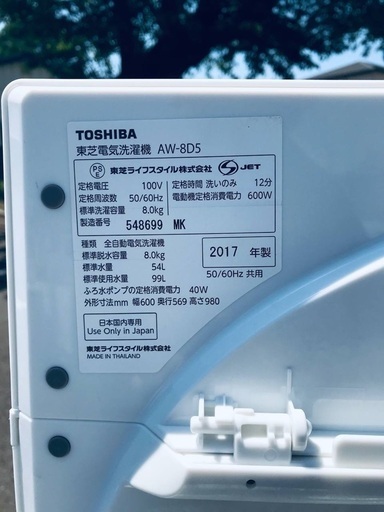 TOSHIBA
東芝電気洗濯機 AW-8D5
PS E 東芝ライフスタイル株式会社 S JET
定格電圧 100V 定格時間 洗いのみ 12分
定格周波数 50/60Hz 電動機定格消費電力 600W
標準洗濯容量 8.0kg
製造番号 548699 MK
種類 全自動電気洗濯機
標準脱水容量 8.0kg 2017 年製
標準水量 54L
標準使用水量 99L 50/60Hz 共用
ふろ水ポンプの定格消費電力 40W
外形寸法mm 幅600 奥行569 高さ980
日本国内専用
Use Only in Japan
東芝ライフスタイル株式会社
MADE IN THAILAND